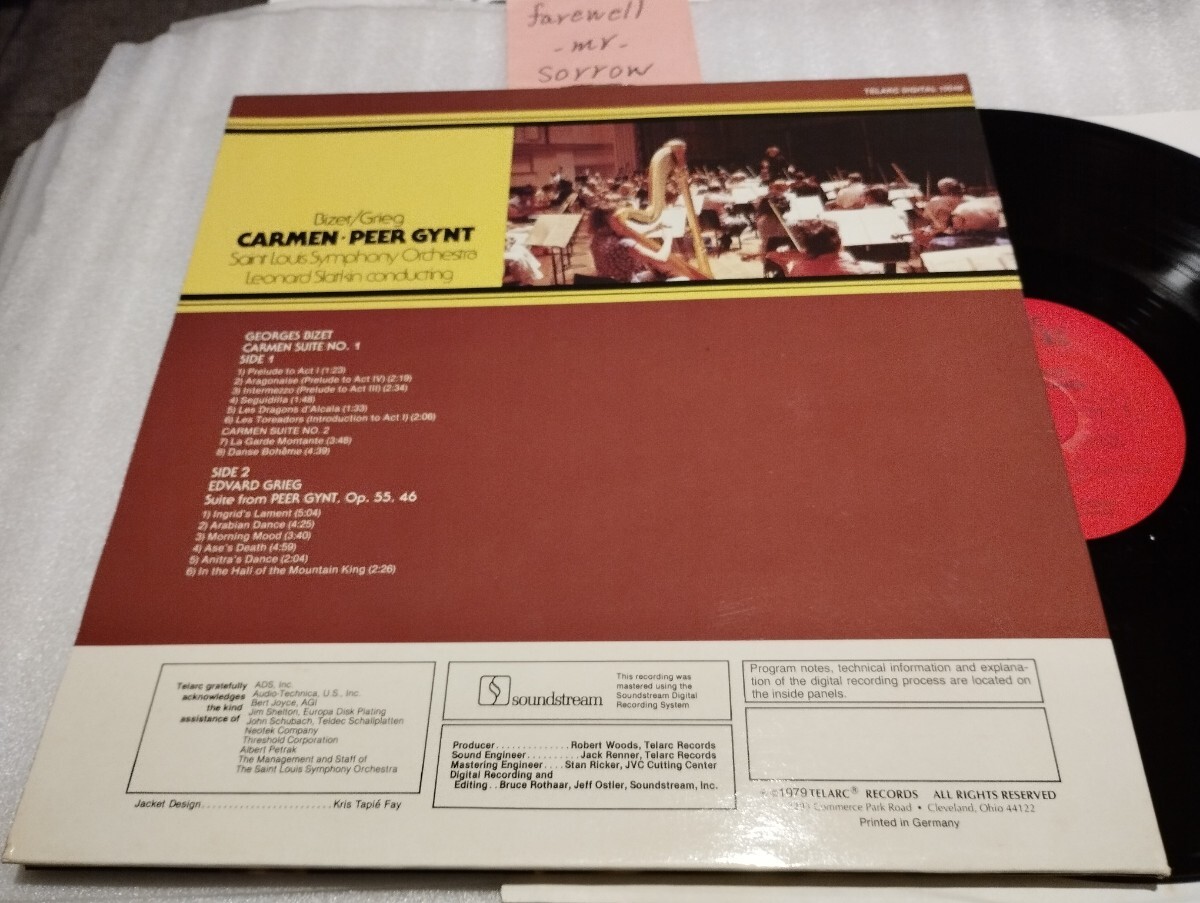 farewell
-mr-
sorrow
TELARC DIGITAL 10048
Bizet/Grieg
CARMEN · PEER GYNT
Saint Louis Symphony Orchestra
Leonard Slatkin conducting
GEORGES BIZET
CARMEN SUITE NO. 1
SIDE 1
1) Prelude to Act I (1:23)
2) Aragonaise (Prelude to Act IV) (2:19)
3) Intermezzo (Prelude to Act III) (2:34)
4) Seguidilla (1:48)
5) Les Dragons d'Alcala (1:33)
6) Les Toreadors (Introduction to Act I) (2:06)
CARMEN SUITE NO. 2
7) La Garde Montante (3:48)
8) Danse Bohême (4:39)
SIDE 2
EDVARD GRIEG
Suite from PEER GYNT, Op. 55, 46
1) Ingrid's Lament (5:04)
2) Arabian Dance (4:25)
3) Morning Mood (3:40)
4) Ase's Death (4:59)
5) Anitra's Dance (2:04)
6) In the Hall of the Mountain King (2:26)
Telarc gratefully
acknowledges
the kind
assistance of
ADS, Inc.
Audio-Technica, U.S., Inc.
Bert Joyce, AGI
Jim Shelton, Europa Disk Plating
John Schubach, Teldec Schallplatten
Neotek Company
Threshold Corporation
Albert Petrak
The Management and Staff of
The Saint Louis Symphony Orchestra
Jacket Design........................Kris Tapié Fay
soundstream
This recording was
mastered using the
Soundstream Digital
Recording System
Producer.............Robert Woods, Telarc Records
Sound Engineer..........Jack Renner, Telarc Records
Mastering Engineer....Stan Ricker, JVC Cutting Center
Digital Recording and
Editing..Bruce Rothaar, Jeff Ostler, Soundstream, Inc.
Program notes, technical information and explana-
tion of the digital recording process are located on
the inside panels.
©1979 TELARC® RECORDS ALL RIGHTS RESERVED
Commerce Park Road • Cleveland, Ohio 44122
Printed in Germany